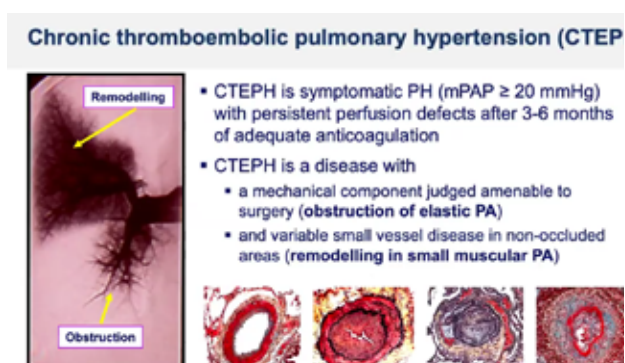 Chronic thromboembolic pulmonary hypertension (CTEP
Remodelling
▪ CTEPH is symptomatic PH (mPAP ≥ 20 mmHg)
with persistent perfusion defects after 3-6 months
of adequate anticoagulation
▪ CTEPH is a disease with
▪ a mechanical component judged amenable to
surgery (obstruction of elastic PA)
▪ and variable small vessel disease in non-occluded
areas (remodelling in small muscular PA)
Obstruction